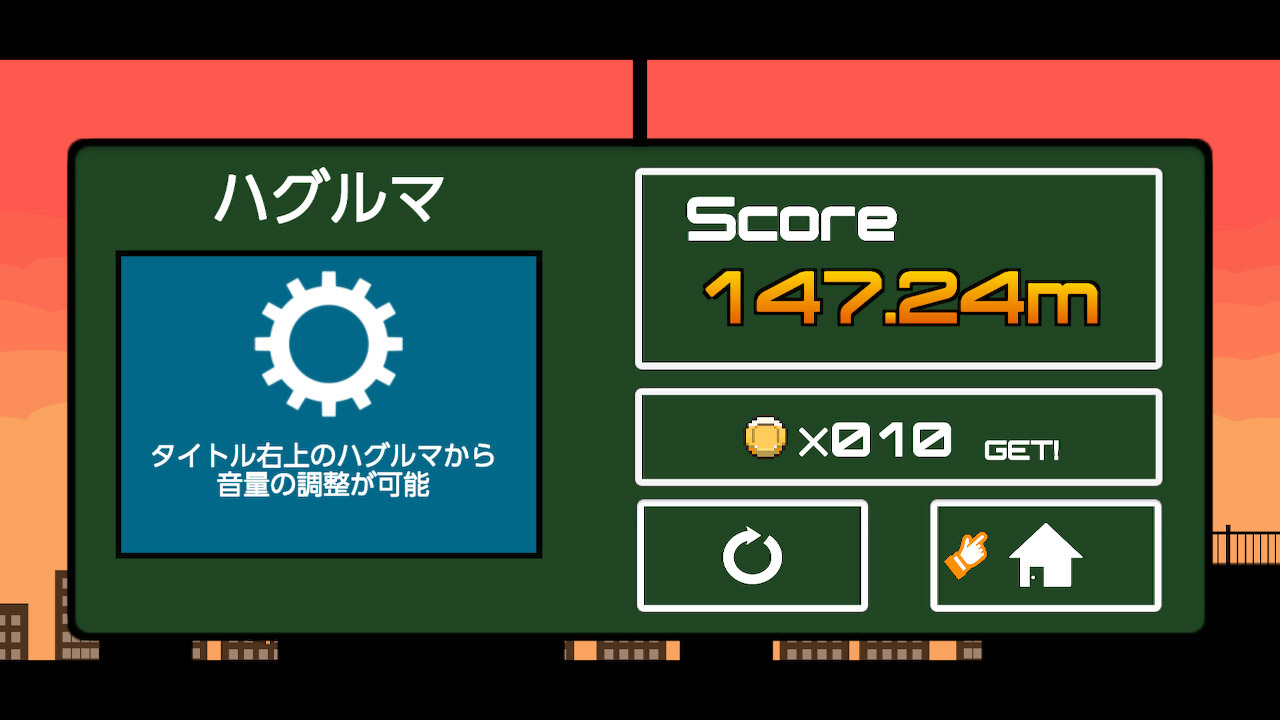 ハグルマ
タイトル右上のハグルマから
音量の調整が可能
Score
147.24m
x010 GET!